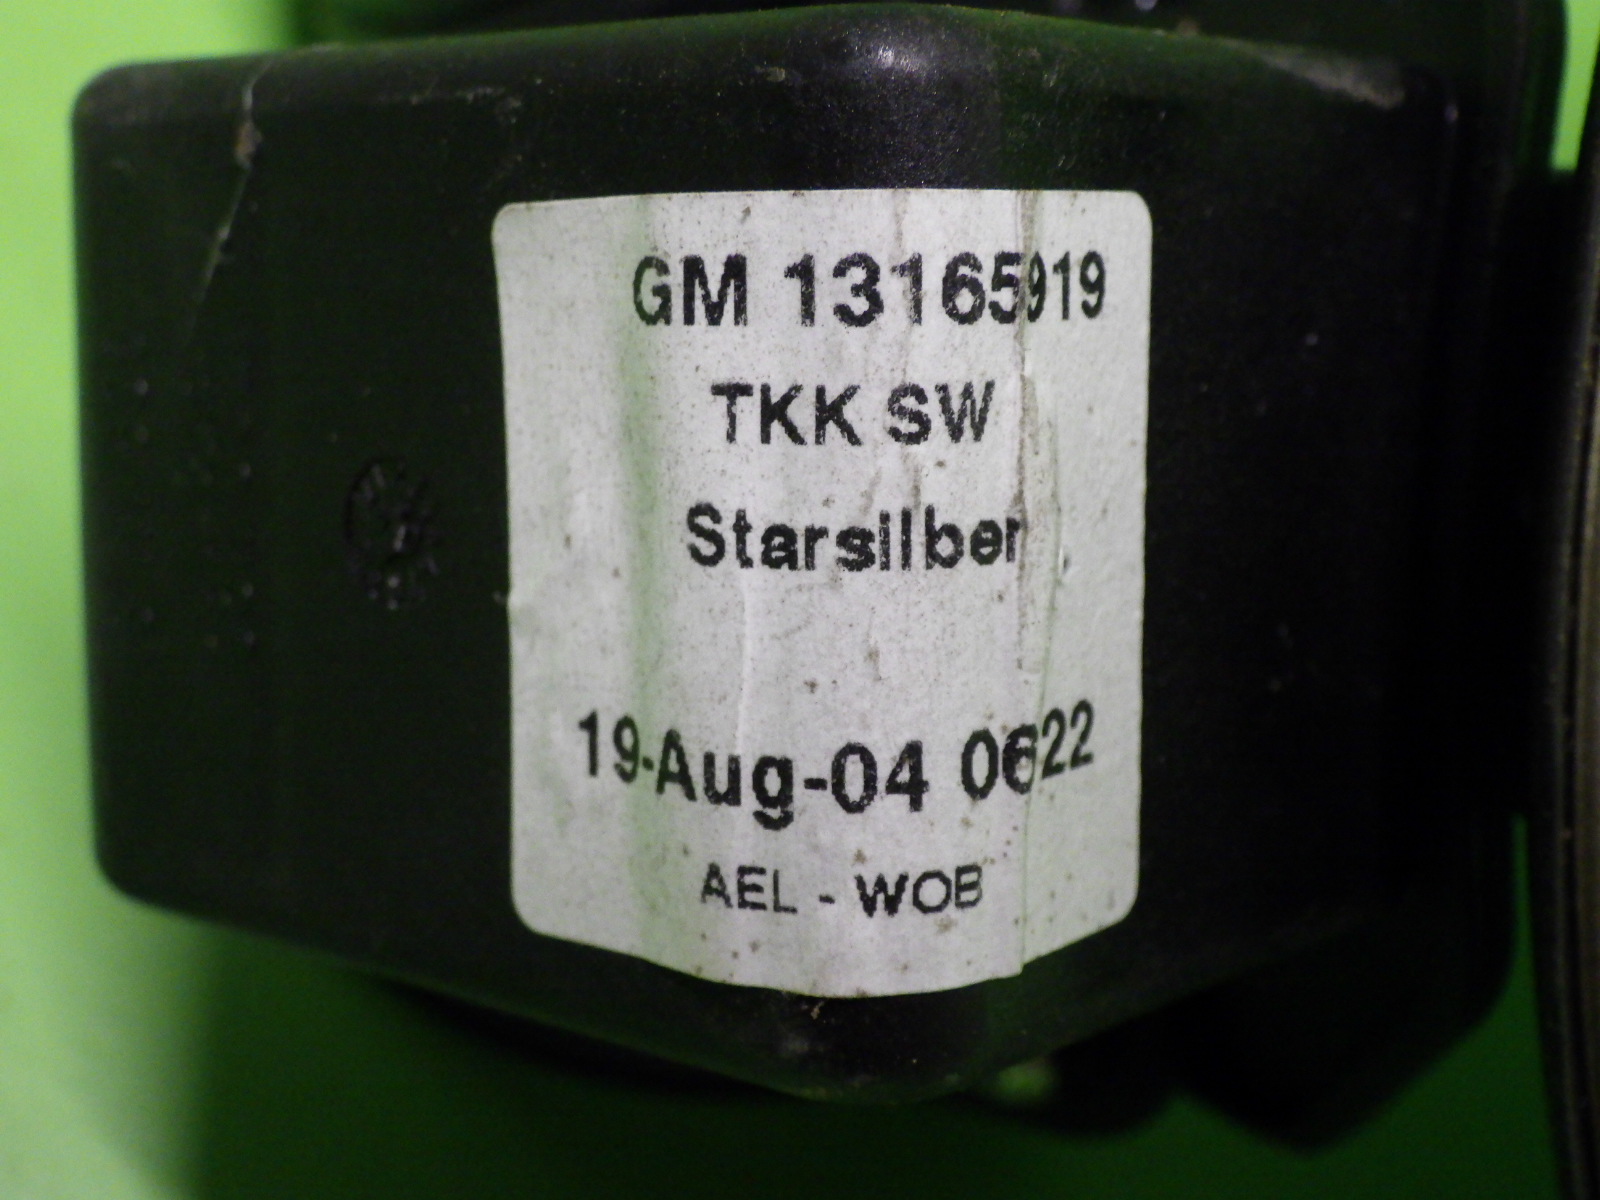 GM 13165919
TKK SW
Starsilber
19-Aug-04 0622
AEL - WOB